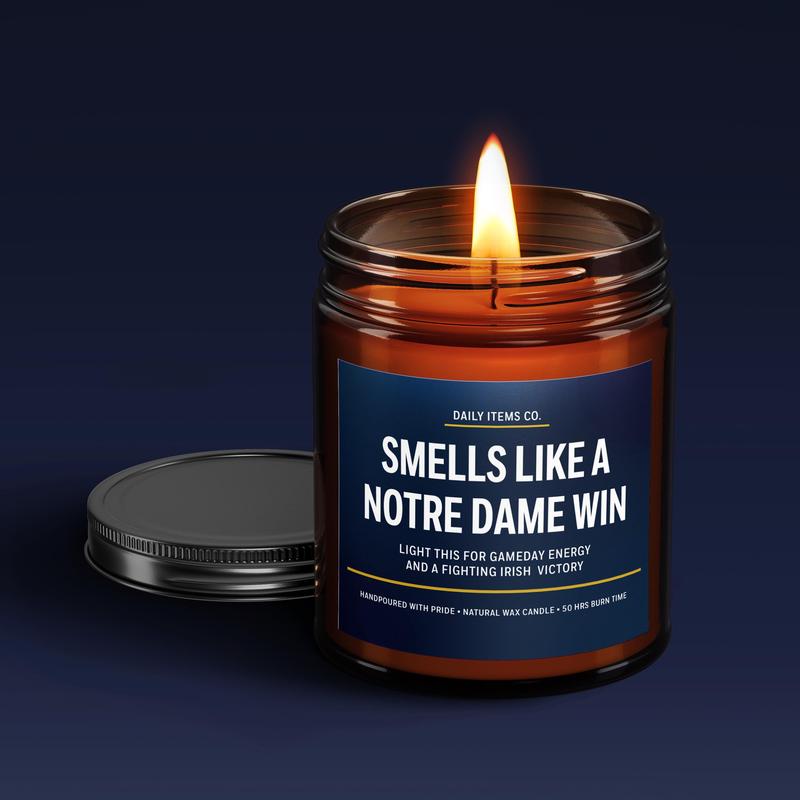 DAILY ITEMS CO.
SMELLS LIKE A
NOTRE DAME WIN
LIGHT THIS FOR GAMEDAY ENERGY
AND A FIGHTING IRISH VICTORY
HANDPOURED WITH PRIDE • NATURAL WAX CANDLE • 50 HRS BURN TIME